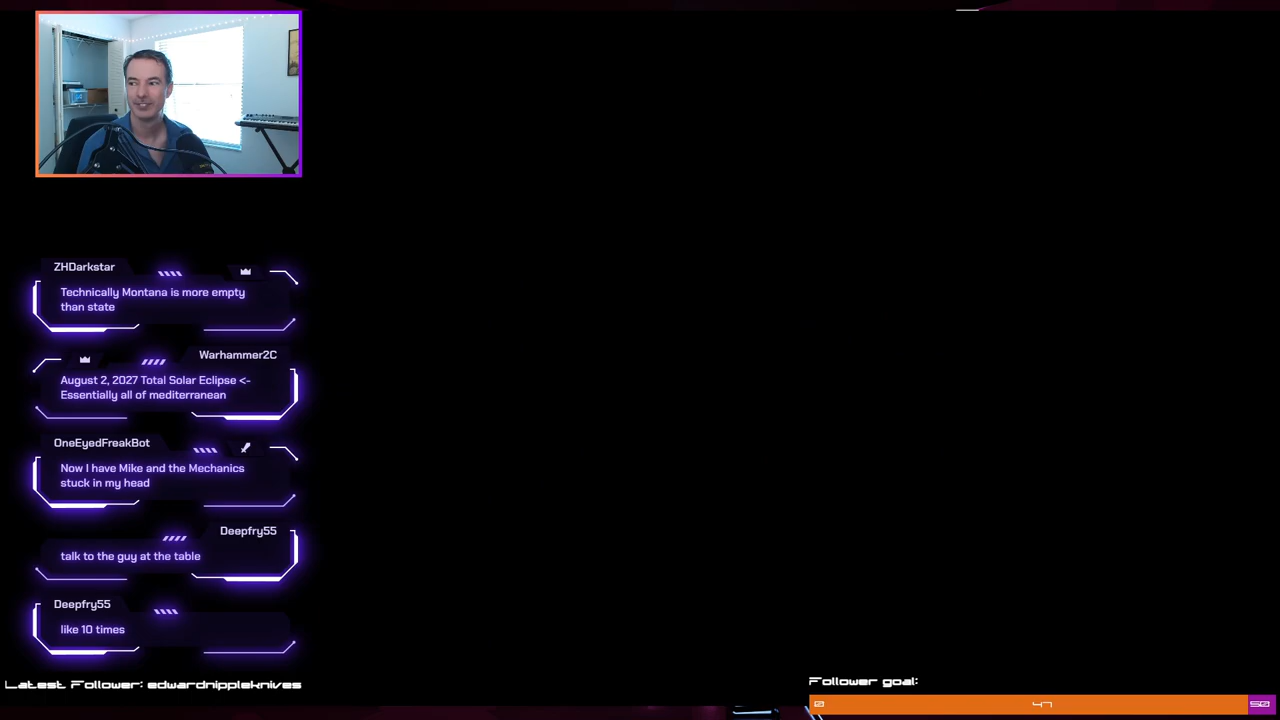 ZHDarkstar
Technically Montana is more empty
than state
Warhammer2C
August 2, 2027 Total Solar Eclipse <-
Essentially all of mediterranean
OneEyedFreakBot
Now I have Mike and the Mechanics
stuck in my head
Deepfry55
talk to the guy at the table
Deepfry55
like 10 times
Latest Follower: edwardnippleknives
Follower goal:
0 47 50